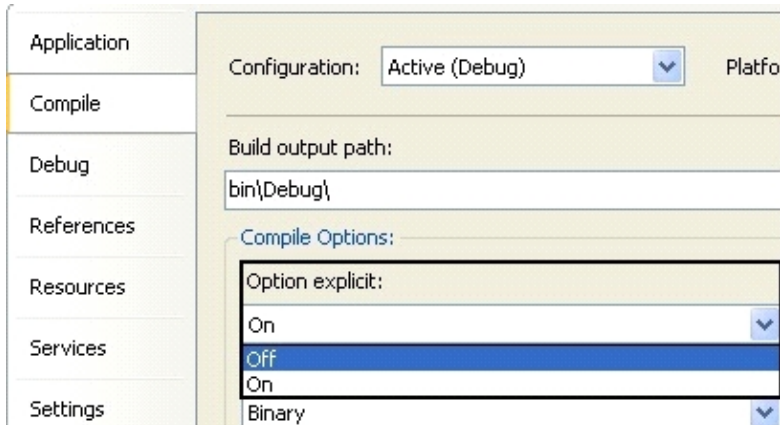 Application
Compile
Debug
References
Resources
Services
Settings
Configuration: Active (Debug)
Build output path:
bin\Debug\
Compile Options:
Option explicit:
On
Off
On
Binary